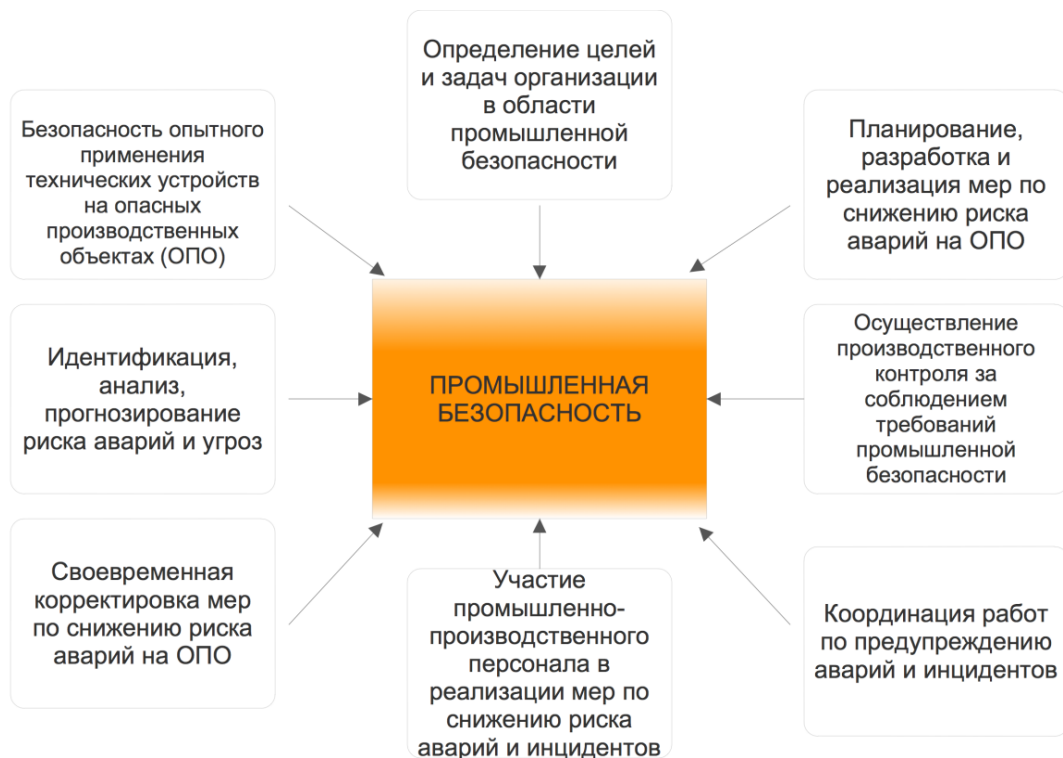 Определение целей
и задач организации
в области
промышленной
безопасности
Безопасность опытного
применения
технических устройств
на опасных
производственных
объектах (ОПО)
Планирование,
разработка и
реализация мер по
снижению риска
аварий на ОПО
Идентификация,
анализ,
прогнозирование
риска аварий и угроз
ПРОМЫШЛЕННАЯ
БЕЗОПАСНОСТЬ
Осуществление
производственного
контроля за
соблюдением
требований
промышленной
безопасности
Своевременная
корректировка мер
по снижению риска
аварий на ОПО
Участие
промышленно-
производственного
персонала в
реализации мер по
снижению риска
аварий и инцидентов
Координация работ
по предупреждению
аварий и инцидентов